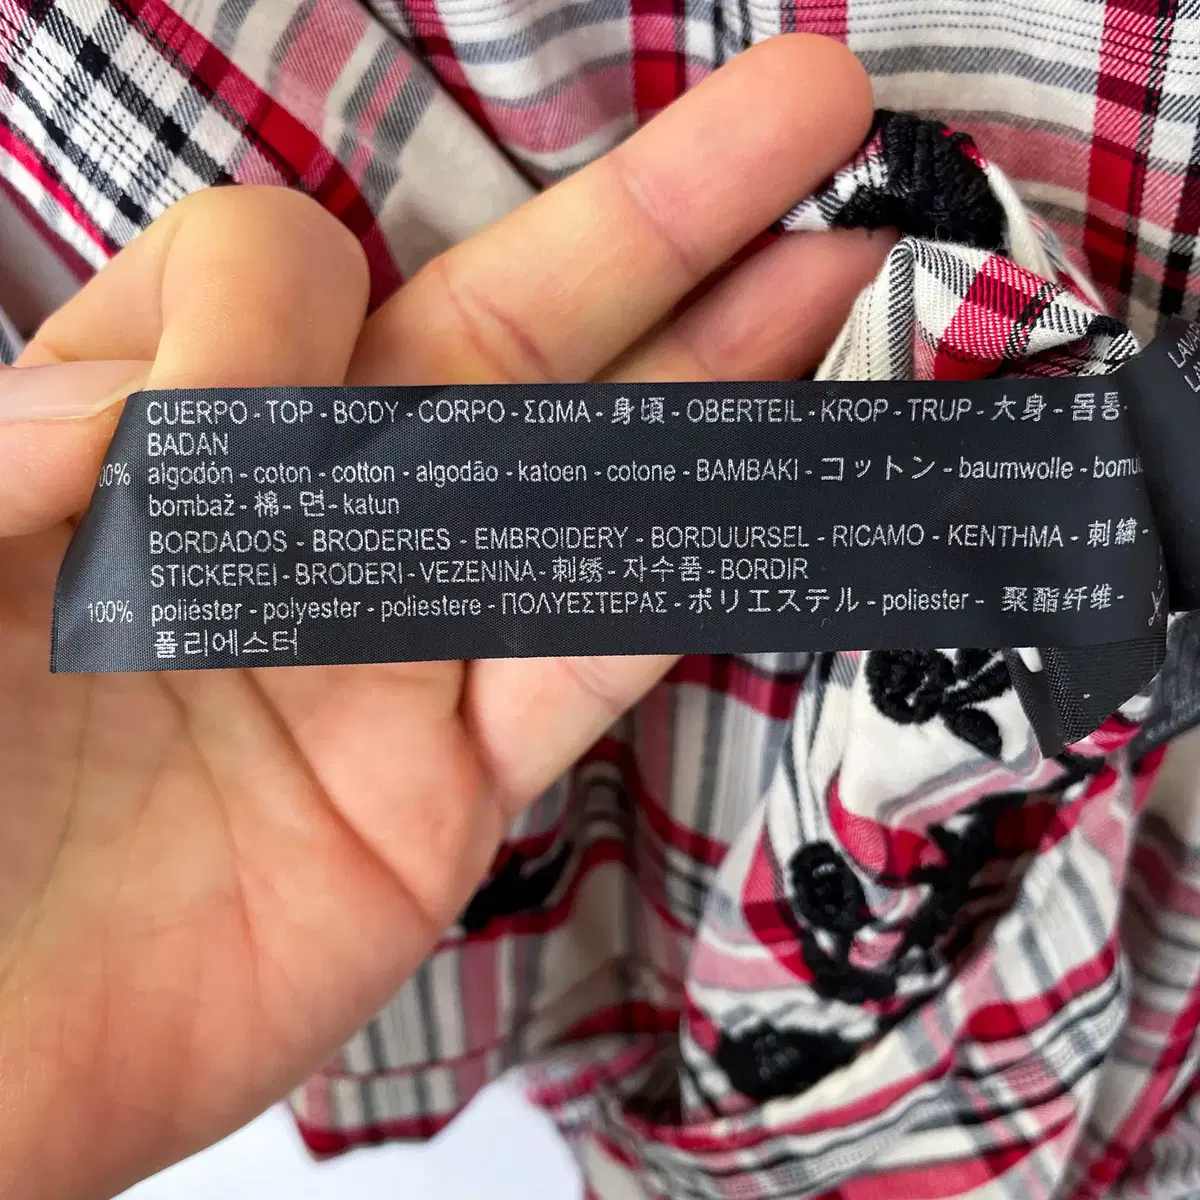 CUERPO - TOP - BODY - CORPO - ΣΩΜΑ - 身頃 - OBERTEIL - KROP - TRUP - 大身 - 몸통 -
BADAN
algodón - coton - cotton - algodão - katoen - cotone - BAMBAKI - コットン - baumwolle -
bombaž - 棉 - 면 - katun
BORDADOS - BRODERIES - EMBROIDERY - BORDUURSEL - RICAMO - KENTHMA - 刺繍 -
STICKEREI - BRODERI - VEZENINA - 刺绣 - 자수품 - BORDIR
100% poliéster - polyester - poliestere - ΠΟΛΥΕΣΤΕΡΑΣ - ポリエステル - poliester - 聚酯纤维 -
폴리에스터